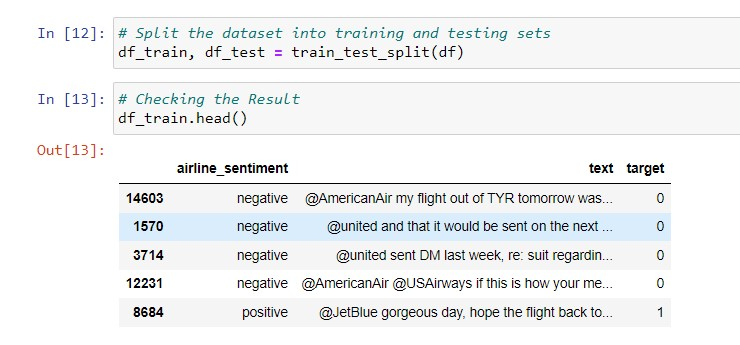 In [12]: # Split the dataset into training and testing sets
df_train, df_test = train_test_split(df)
In [13]: # Checking the Result
df_train.head()
Out[13]:
airline_sentiment text target
14603 negative @AmericanAir my flight out of TYR tomorrow was... 0
1570 negative @united and that it would be sent on the next ... 0
3714 negative @united sent DM last week, re: suit regardin... 0
12231 negative @AmericanAir @USAirways if this is how your me... 0
8684 positive @JetBlue gorgeous day, hope the flight back to... 1